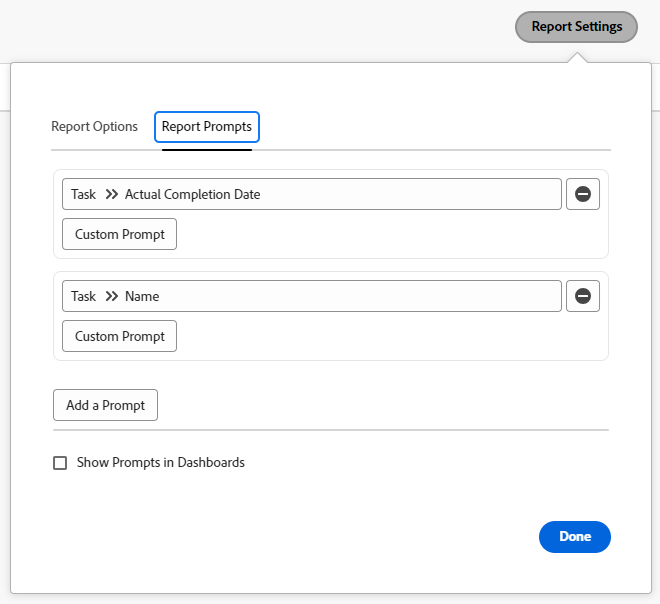 Report Settings
Report Options Report Prompts
Task >> Actual Completion Date
Custom Prompt
Task >> Name
Custom Prompt
Add a Prompt
Show Prompts in Dashboards
Done